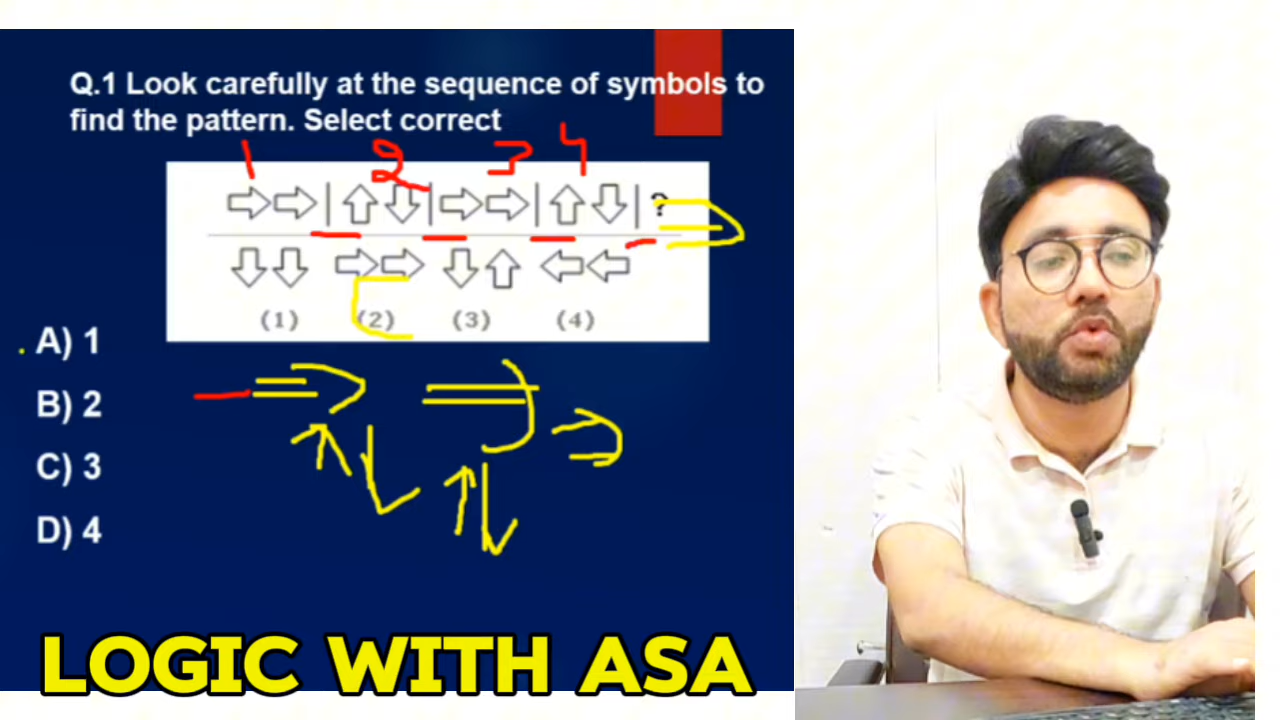 Q.1 Look carefully at the sequence of symbols to
find the pattern. Select correct
1 2 3 4
⇨⇨|⇧⇩|⇨⇨|⇧⇩|?
⇩⇩ ⇨⇨ ⇩⇧ ⇦⇦
(1) (2) (3) (4)
A) 1
B) 2
C) 3
D) 4
LOGIC WITH ASA